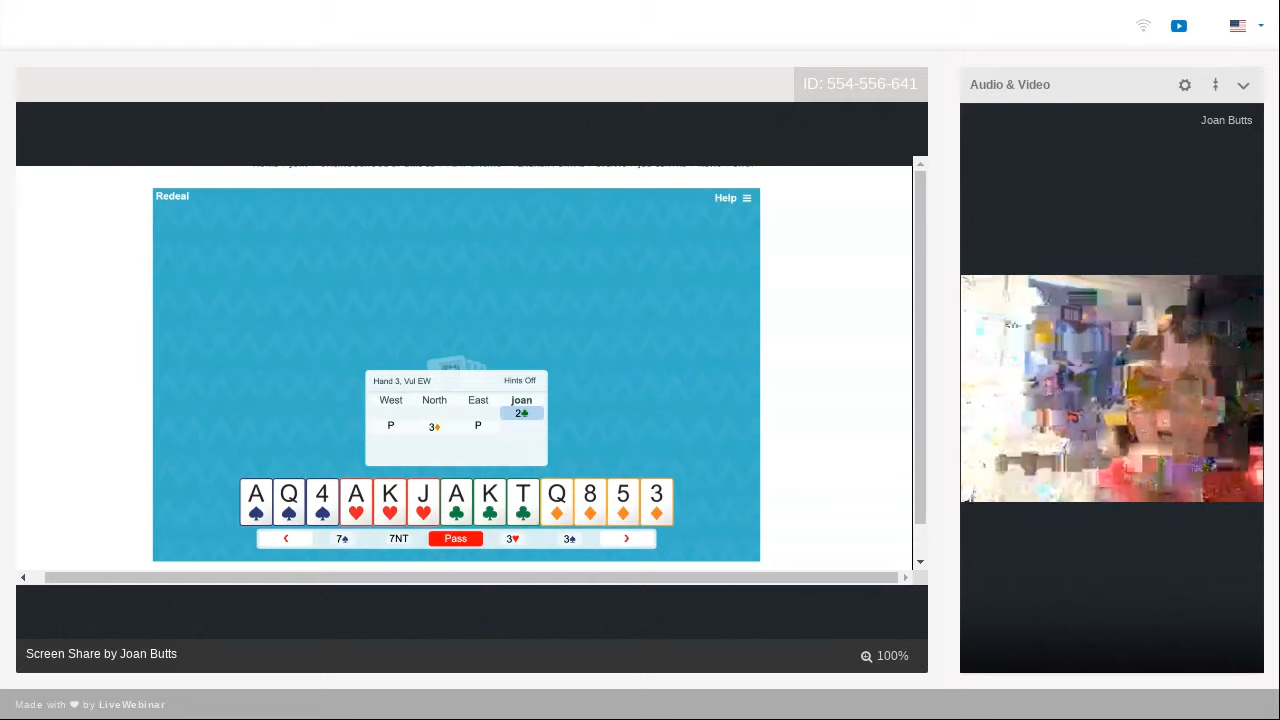 ID: 554-556-641
Audio & Video
Joan Butts
Redeal
Help
Hand 3, Vul EW
Hints Off
West North East joan
2♣
P 3♦ P
A Q 4 A K J A K T Q 8 5 3
♠ ♠ ♠ ♥ ♥ ♥ ♣ ♣ ♣ ♦ ♦ ♦ ♦
7♠ 7NT Pass 3♥ 3♠
Screen Share by Joan Butts
100%
Made with ♥ by LiveWebinar